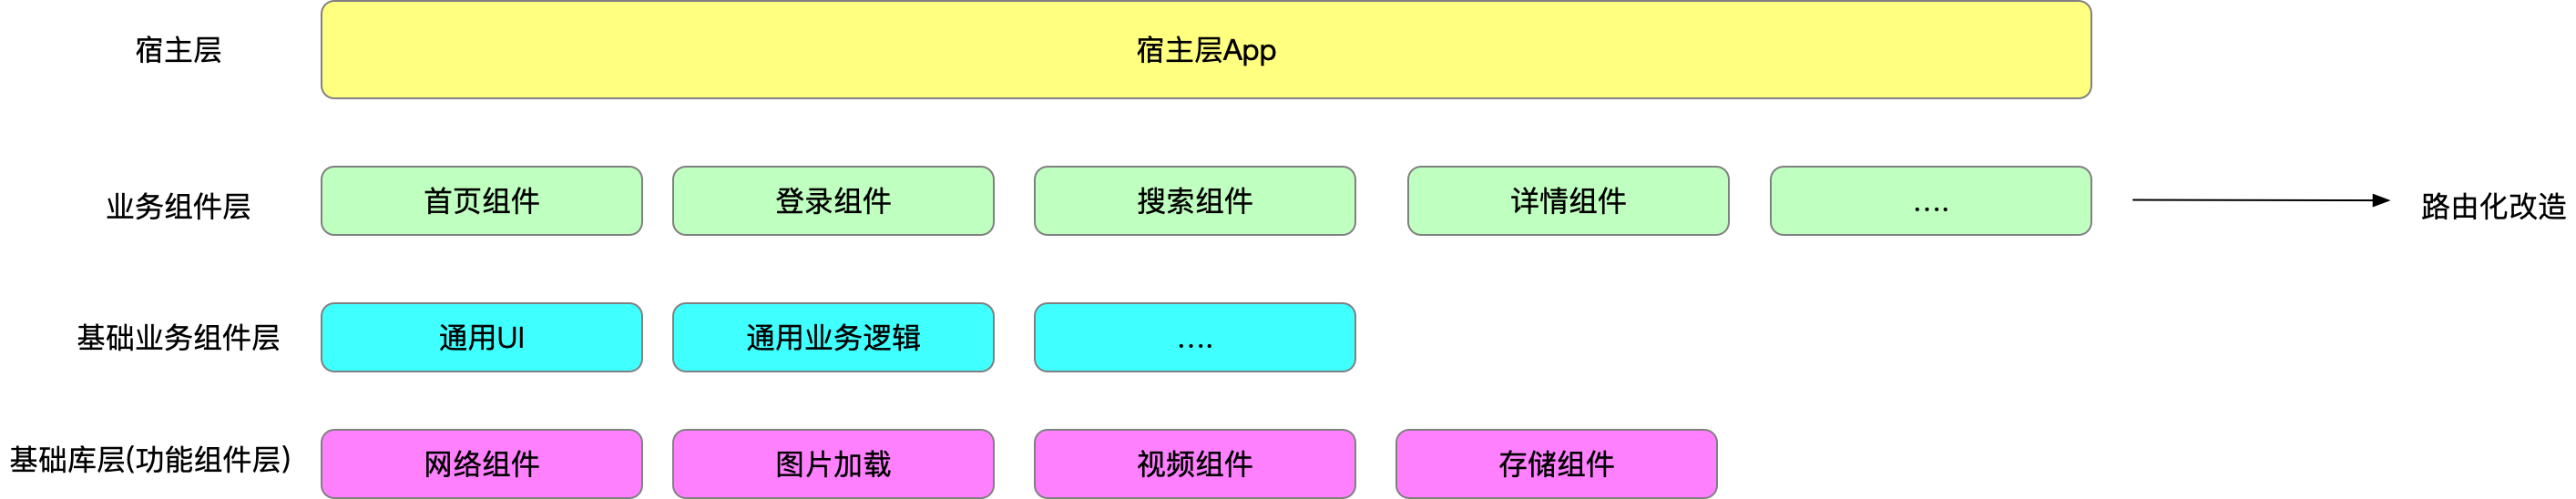 宿主层
宿主层App
业务组件层
首页组件
登录组件
搜索组件
详情组件
....
路由化改造
基础业务组件层
通用UI
通用业务逻辑
....
基础库层(功能组件层)
网络组件
图片加载
视频组件
存储组件